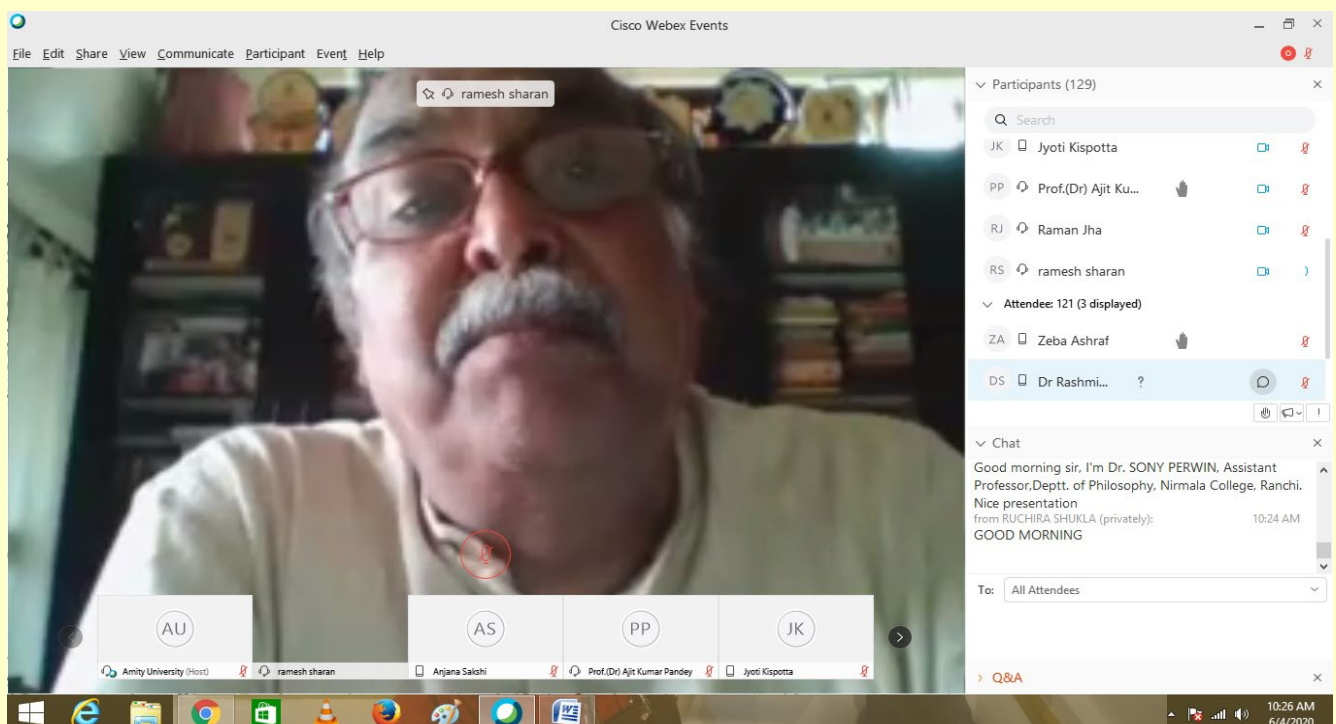 Cisco Webex Events
File Edit Share View Communicate Participant Event Help
ramesh sharan
Participants (129)
Search
JK Jyoti Kispotta
PP Prof.(Dr) Ajit Ku...
RJ Raman Jha
RS ramesh sharan
Attendee: 121 (3 displayed)
ZA Zeba Ashraf
DS Dr Rashmi... ?
Chat
Good morning sir, I'm Dr. SONY PERWIN, Assistant
Professor,Deptt. of Philosophy, Nirmala College, Ranchi.
Nice presentation
from RUCHIRA SHUKLA (privately): 10:24 AM
GOOD MORNING
To: All Attendees
Q&A
AU
AS
PP
JK
Amity University (Host)
ramesh sharan
Anjana Sakshi
Prof.(Dr) Ajit Kumar Pandey
Jyoti Kispotta
10:26 AM
6/4/2020